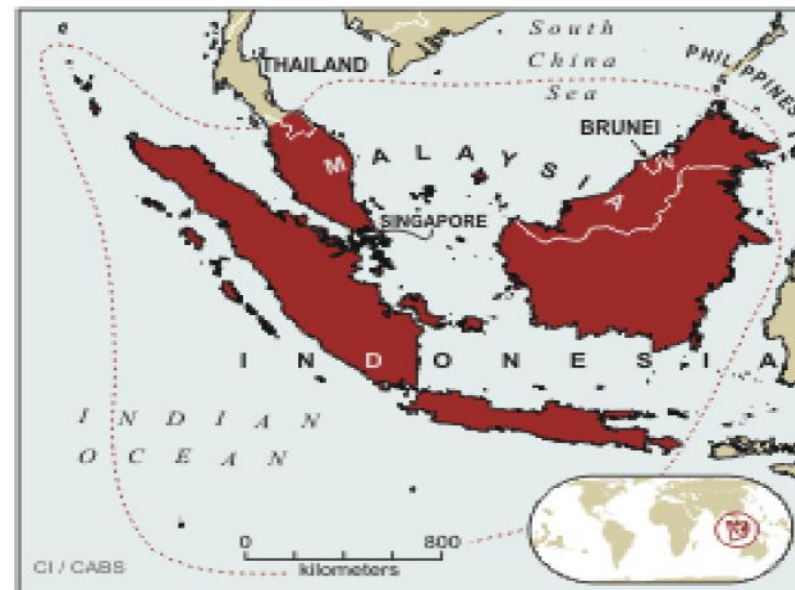 South
China
Sea
THAILAND
PHILIPPINES
BRUNEI
MALAYSIA
SINGAPORE
INDONESIA
INDIAN
OCEAN
0 800
kilometers
CI / CABS